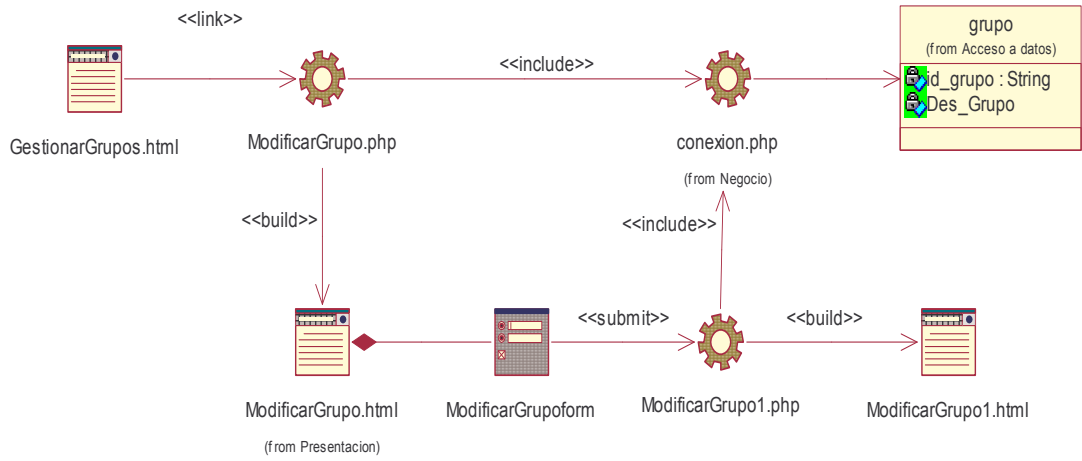 <<link>>
grupo
(from Acceso a datos)
<<include>>
id_grupo : String
Des_Grupo
GestionarGrupos.html
ModificarGrupo.php
conexion.php
(from Negocio)
<<build>>
<<include>>
<<submit>>
<<build>>
ModificarGrupo.html
(from Presentacion)
ModificarGrupoform
ModificarGrupo1.php
ModificarGrupo1.html